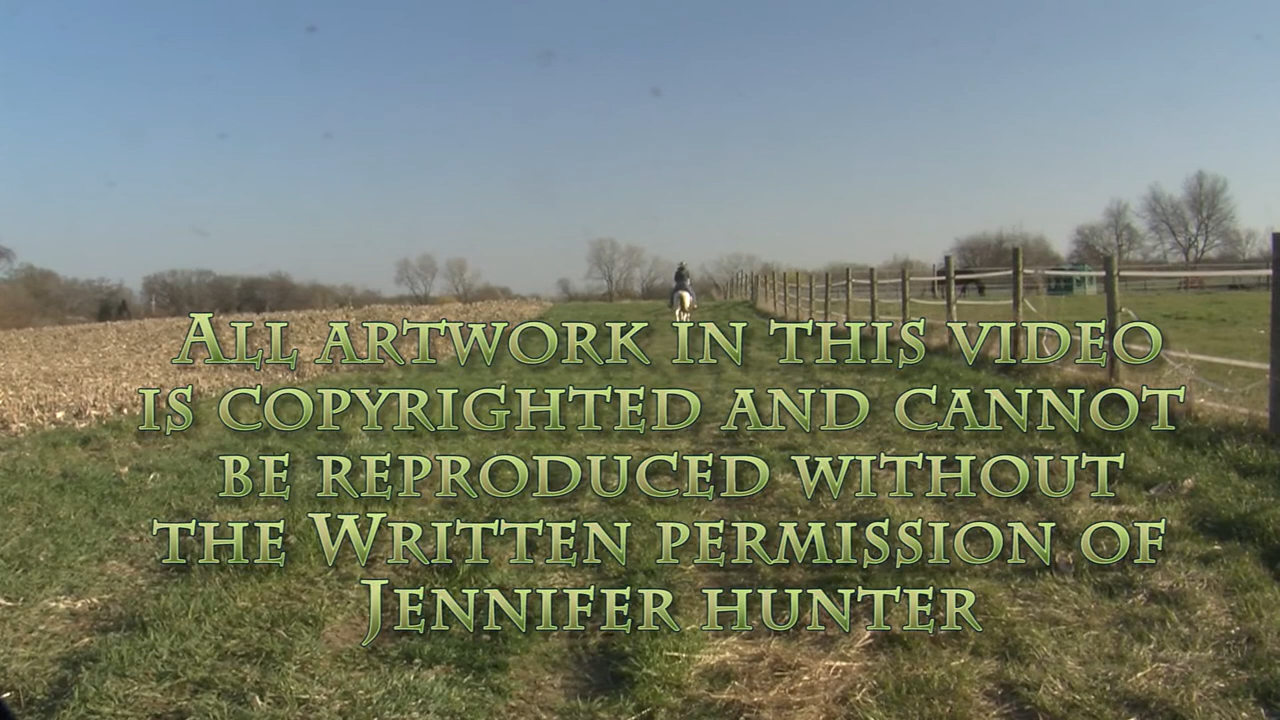 All artwork in this video
is copyrighted and cannot
be reproduced without
the Written permission of
Jennifer Hunter